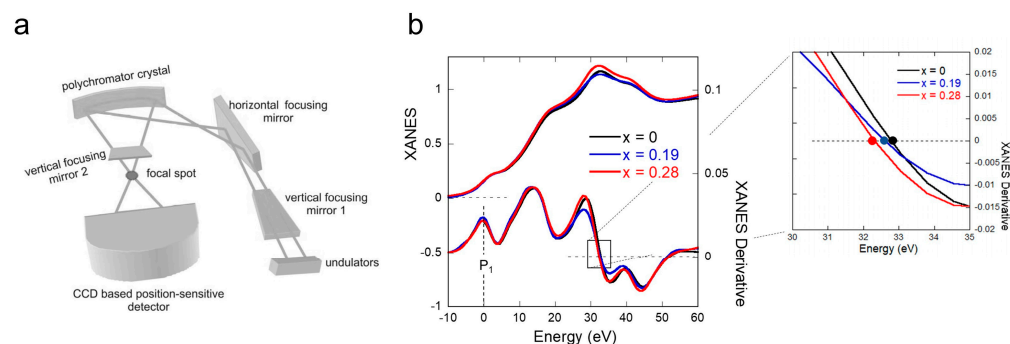 a
polychromator crystal
horizontal focusing
mirror
vertical focusing
mirror 2
focal spot
vertical focusing
mirror 1
undulators
CCD based position-sensitive
detector
b
XANES
1
0.5
0
-0.5
-1
-10 0 10 20 30 40 50 60
Energy (eV)
x = 0
x = 0.19
x = 0.28
P1
0.1
0.05
0
XANES Derivative
x = 0
x = 0.19
x = 0.28
0.02
0.015
0.01
0.005
0
-0.005
-0.01
-0.015
-0.02
XANES Derivative
30 31 32 33 34 35
Energy (eV)